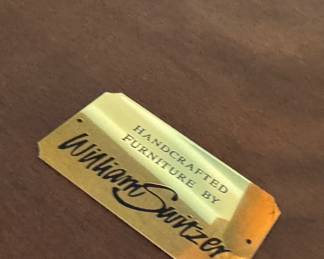 HANDCRAFTED
FURNITURE BY
William Switzer